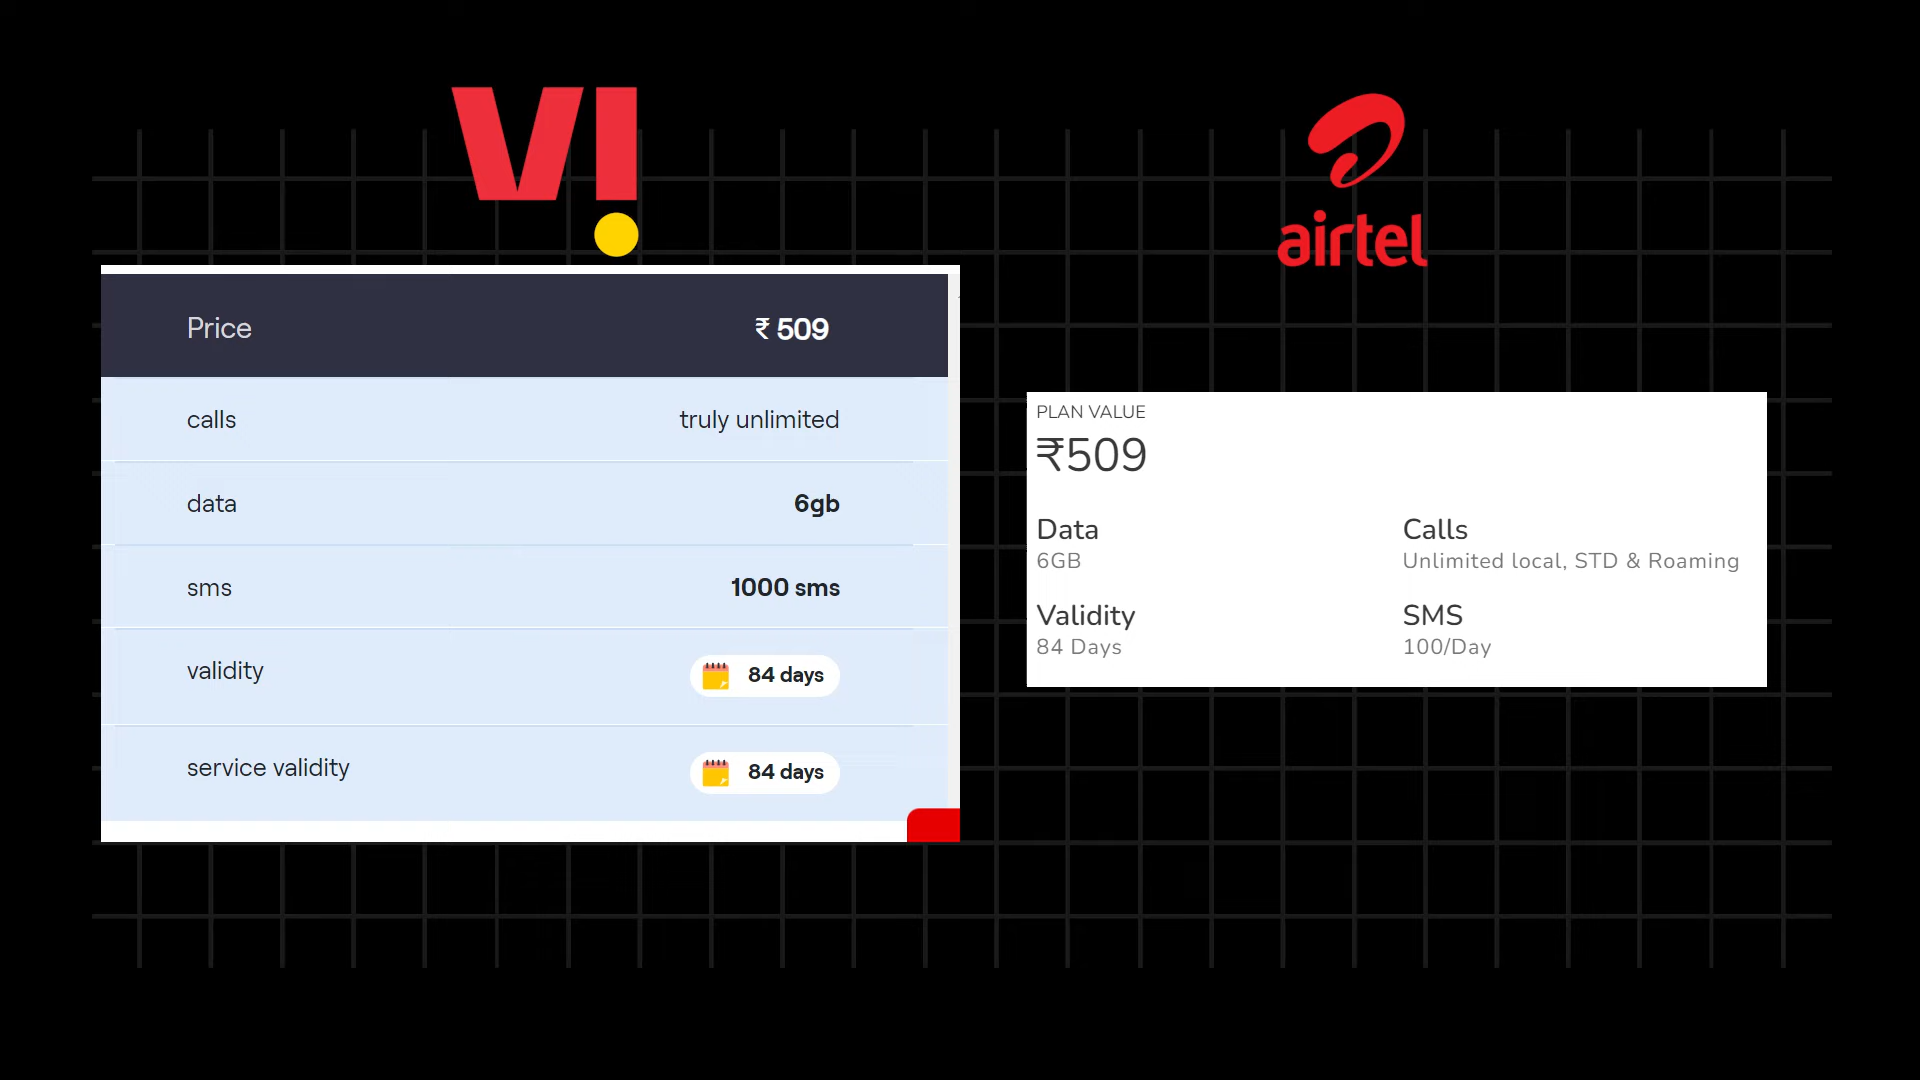 VI
airtel
Price ₹ 509
calls truly unlimited
data 6gb
sms 1000 sms
validity 84 days
service validity 84 days
PLAN VALUE
₹509
Data Calls
6GB Unlimited local, STD & Roaming
Validity SMS
84 Days 100/Day